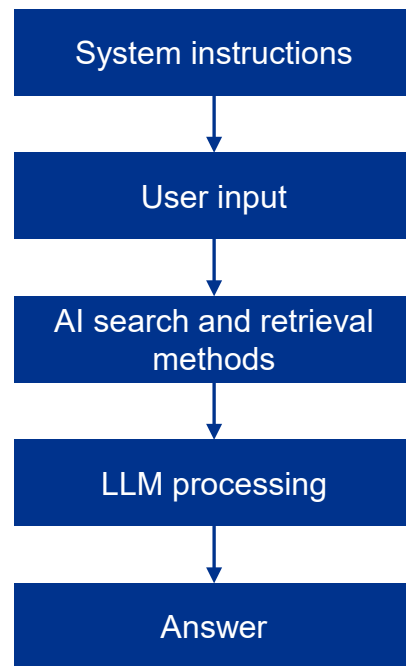 System instructions
User input
AI search and retrieval
methods
LLM processing
Answer